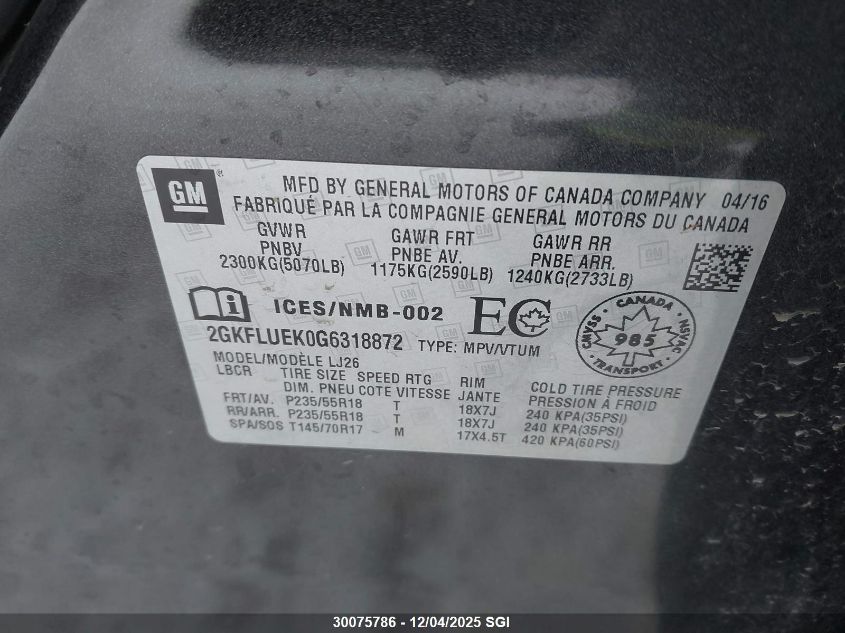 GM ® MFD BY GENERAL MOTORS OF CANADA COMPANY 04/16
FABRIQUÉ PAR LA COMPAGNIE GENERAL MOTORS DU CANADA
GVWR GAWR FRT GAWR RR
PNBV PNBE AV. PNBE ARR.
2300KG(5070LB) 1175KG(2590LB) 1240KG(2733LB)
i ICES/NMB-002 EC CANADA
CMVSS 985 NSVAC
TRANSPORT
2GKFLUEK0G6318872 TYPE: MPV/VTUM
MODEL/MODÈLE LJ26
LBCR TIRE SIZE SPEED RTG RIM COLD TIRE PRESSURE
DIM. PNEU COTE VITESSE JANTE PRESSION À FROID
FRT/AV. P235/55R18 T 18X7J 240 KPA(35PSI)
RR/ARR. P235/55R18 T 18X7J 240 KPA(35PSI)
SPA/SOS T145/70R17 M 17X4.5T 420 KPA(60PSI)
30075786 - 12/04/2025 SGI